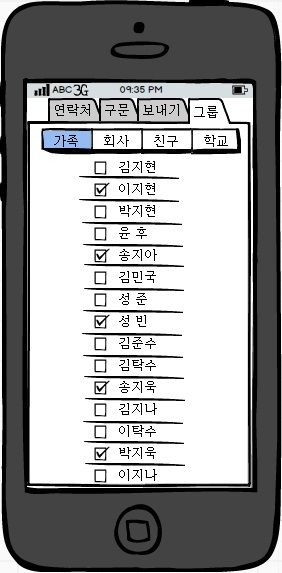 ABC 3G 09:35 PM
연락처 구문 보내기 그룹
가족 회사 친구 학교
김지현
이지현
박지현
윤 후
송지아
김민국
성 준
성 빈
김준수
김탁수
송지욱
김지나
이탁수
박지욱
이지나